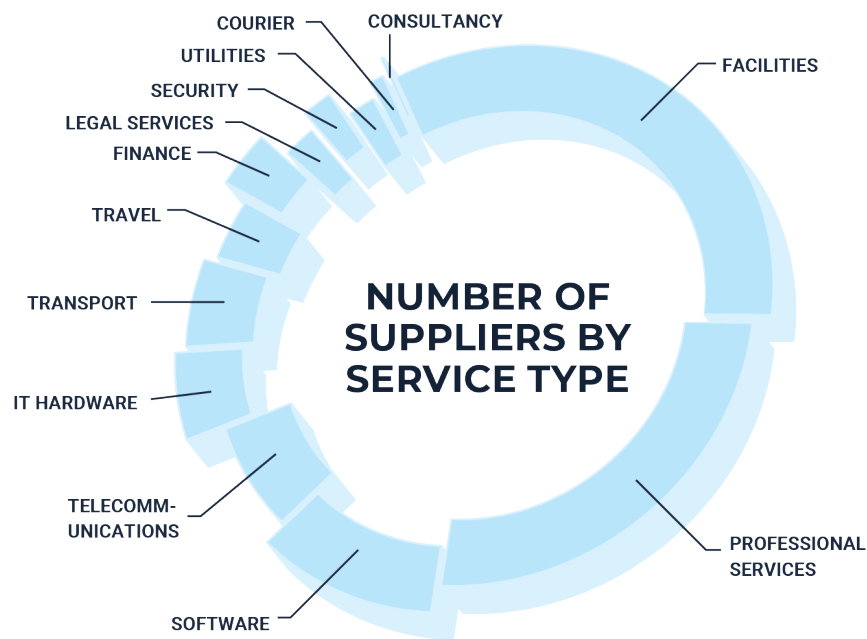 COURIER
CONSULTANCY
UTILITIES
FACILITIES
SECURITY
LEGAL SERVICES
FINANCE
TRAVEL
TRANSPORT
NUMBER OF
SUPPLIERS BY
SERVICE TYPE
IT HARDWARE
TELECOMM-
UNICATIONS
PROFESSIONAL
SERVICES
SOFTWARE